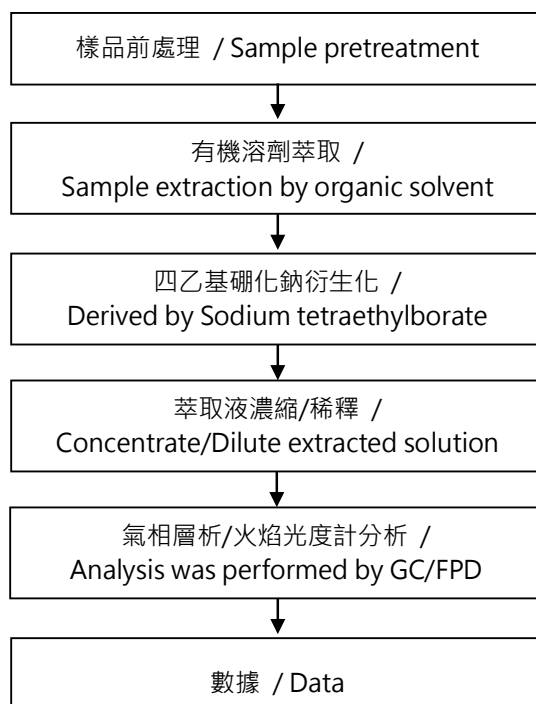 樣品前處理 / Sample pretreatment
有機溶劑萃取 /
Sample extraction by organic solvent
四乙基硼化鈉衍生化 /
Derived by Sodium tetraethylborate
萃取液濃縮/稀釋 /
Concentrate/Dilute extracted solution
氣相層析/火焰光度計分析 /
Analysis was performed by GC/FPD
數據 / Data